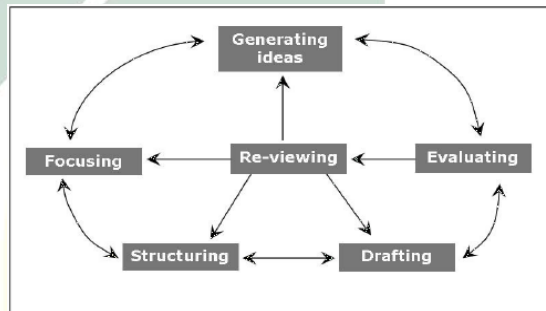 Generating
ideas
Focusing
Re-viewing
Evaluating
Structuring
Drafting